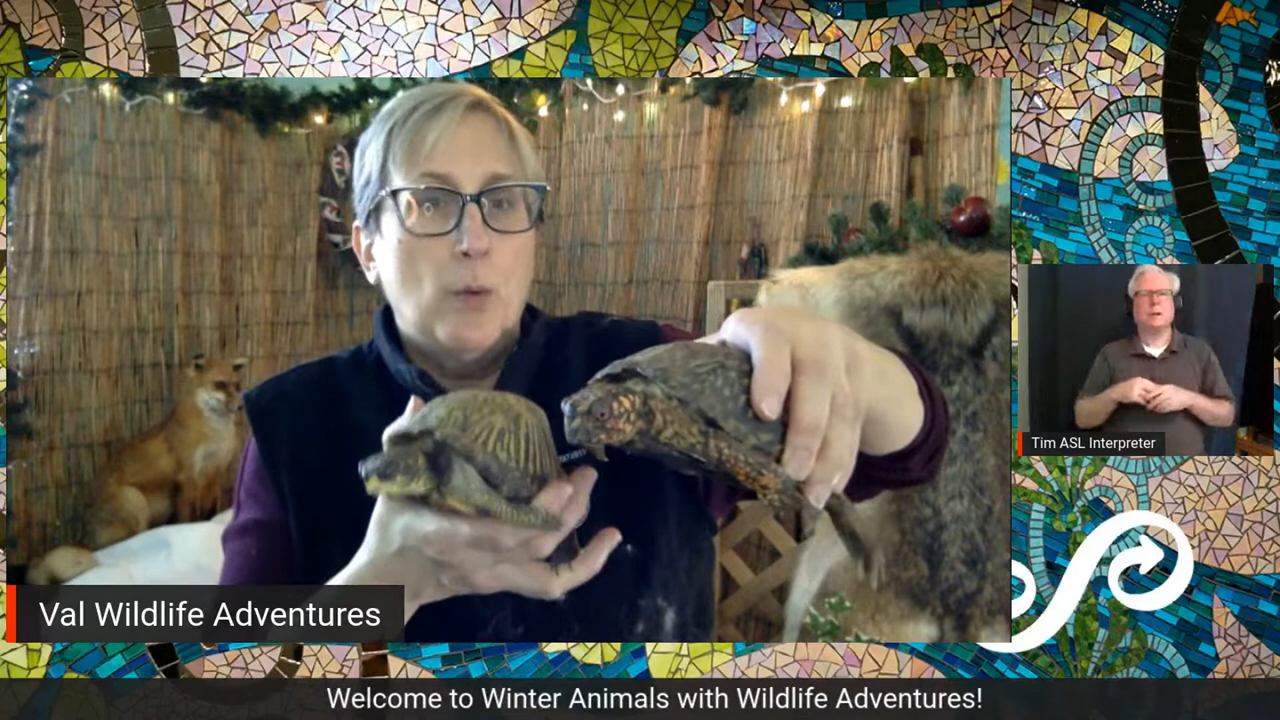 Val Wildlife Adventures
Tim ASL Interpreter
Welcome to Winter Animals with Wildlife Adventures!